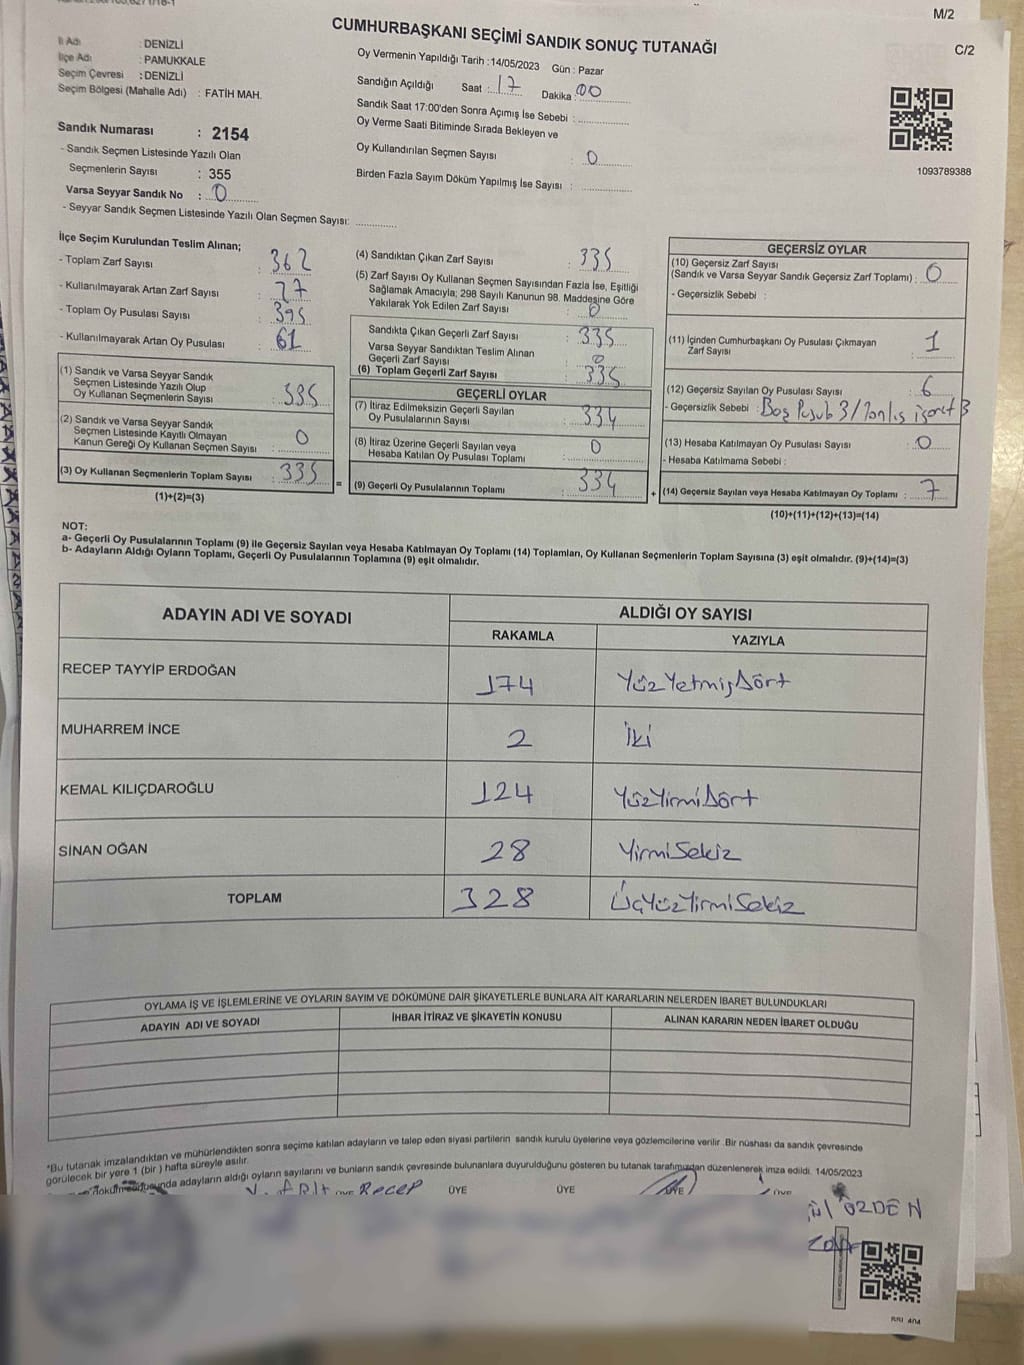 M/2
CUMHURBAŞKANI SEÇİMİ SANDIK SONUÇ TUTANAĞI
C/2
İl Adı : DENİZLİ
İlçe Adı : PAMUKKALE
Seçim Çevresi : DENİZLİ
Seçim Bölgesi (Mahalle Adı) : FATİH MAH.
Oy Vermenin Yapıldığı Tarih : 14/05/2023 Gün : Pazar
Sandığın Açıldığı Saat : 17 Dakika : 00
Sandık Saat 17:00'den Sonra Açımış İse Sebebi :
Oy Verme Saati Bitiminde Sırada Bekleyen ve
Oy Kullandırılan Seçmen Sayısı : 0
Birden Fazla Sayım Döküm Yapılmış İse Sayısı :
1093789388
Sandık Numarası : 2154
- Sandık Seçmen Listesinde Yazılı Olan
Seçmenlerin Sayısı : 355
Varsa Seyyar Sandık No : 0
- Seyyar Sandık Seçmen Listesinde Yazılı Olan Seçmen Sayısı:
İlçe Seçim Kurulundan Teslim Alınan;
- Toplam Zarf Sayısı : 362
- Kullanılmayarak Artan Zarf Sayısı : 27
- Toplam Oy Pusulası Sayısı : 395
- Kullanılmayarak Artan Oy Pusulası : 61
(1) Sandık ve Varsa Seyyar Sandık
Seçmen Listesinde Yazılı Olup
Oy Kullanan Seçmenlerin Sayısı : 335
(2) Sandık ve Varsa Seyyar Sandık
Seçmen Listesinde Kayıtlı Olmayan
Kanun Gereği Oy Kullanan Seçmen Sayısı : 0
(3) Oy Kullanan Seçmenlerin Toplam Sayısı : 335
(1)+(2)=(3)
=
(4) Sandıktan Çıkan Zarf Sayısı : 335
(5) Zarf Sayısı Oy Kullanan Seçmen Sayısından Fazla İse, Eşitliği
Sağlamak Amacıyla; 298 Sayılı Kanunun 98. Maddesine Göre
Yakılarak Yok Edilen Zarf Sayısı : 0
Sandıkta Çıkan Geçerli Zarf Sayısı : 335
Varsa Seyyar Sandıktan Teslim Alınan
Geçerli Zarf Sayısı : 0
(6) Toplam Geçerli Zarf Sayısı : 335
GEÇERLİ OYLAR
(7) İtiraz Edilmeksizin Geçerli Sayılan
Oy Pusulalarının Sayısı : 334
(8) İtiraz Üzerine Geçerli Sayılan veya
Hesaba Katılan Oy Pusulası Toplamı : 0
(9) Geçerli Oy Pusulalarının Toplamı : 334
+
GEÇERSİZ OYLAR
(10) Geçersiz Zarf Sayısı
(Sandık ve Varsa Seyyar Sandık Geçersiz Zarf Toplamı) : 0
- Geçersizlik Sebebi :
(11) İçinden Cumhurbaşkanı Oy Pusulası Çıkmayan
Zarf Sayısı : 1
(12) Geçersiz Sayılan Oy Pusulası Sayısı : 6
- Geçersizlik Sebebi : Boş Pusula 3/Yanlış işaret 3
(13) Hesaba Katılmayan Oy Pusulası Sayısı : 0
- Hesaba Katılmama Sebebi :
(14) Geçersiz Sayılan veya Hesaba Katılmayan Oy Toplamı : 7
(10)+(11)+(12)+(13)=(14)
NOT:
a- Geçerli Oy Pusulalarının Toplamı (9) ile Geçersiz Sayılan veya Hesaba Katılmayan Oy Toplamı (14) Toplamları, Oy Kullanan Seçmenlerin Toplam Sayısına (3) eşit olmalıdır. (9)+(14)=(3)
b- Adayların Aldığı Oyların Toplamı, Geçerli Oy Pusulalarının Toplamına (9) eşit olmalıdır.
ADAYIN ADI VE SOYADI
ALDIĞI OY SAYISI
RAKAMLA YAZIYLA
RECEP TAYYİP ERDOĞAN 174 YüzYetmişDört
MUHARREM İNCE 2 İki
KEMAL KILIÇDAROĞLU 124 YüzYirmiDört
SİNAN OĞAN 28 YirmiSekiz
TOPLAM 328 ÜçYüzYirmiSekiz
OYLAMA İŞ VE İŞLEMLERİNE VE OYLARIN SAYIM VE DÖKÜMÜNE DAİR ŞİKAYETLERLE BUNLARA AİT KARARLARIN NELERDEN İBARET BULUNDUKLARI
ADAYIN ADI VE SOYADI İHBAR İTİRAZ VE ŞİKAYETİN KONUSU ALINAN KARARIN NEDEN İBARET OLDUĞU
*Bu tutanak imzalandıktan ve mühürlendikten sonra seçime katılan adayların ve talep eden siyasi partilerin sandık kurulu üyelerine veya gözlemcilerine verilir. Bir nüshası da sandık çevresinde
görülecek bir yere 1 (bir) hafta süreyle asılır.
adayların aldığı oyların sayılarını ve bunların sandık çevresinde bulunanlara duyurulduğunu gösteren bu tutanak tarafımızdan düzenlenerek imza edildi. 14/05/2023
Recep ÜYE ÜYE ÜYE
ÖZDEN